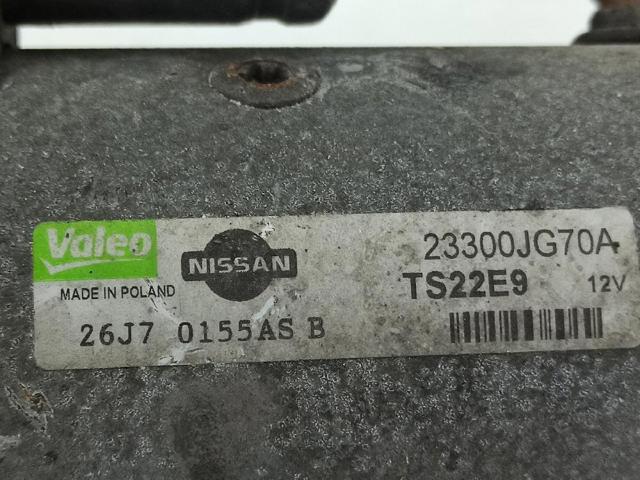 Valeo
NISSAN
23300JG70A
MADE IN POLAND
TS22E9 12V
26J7 0155AS B